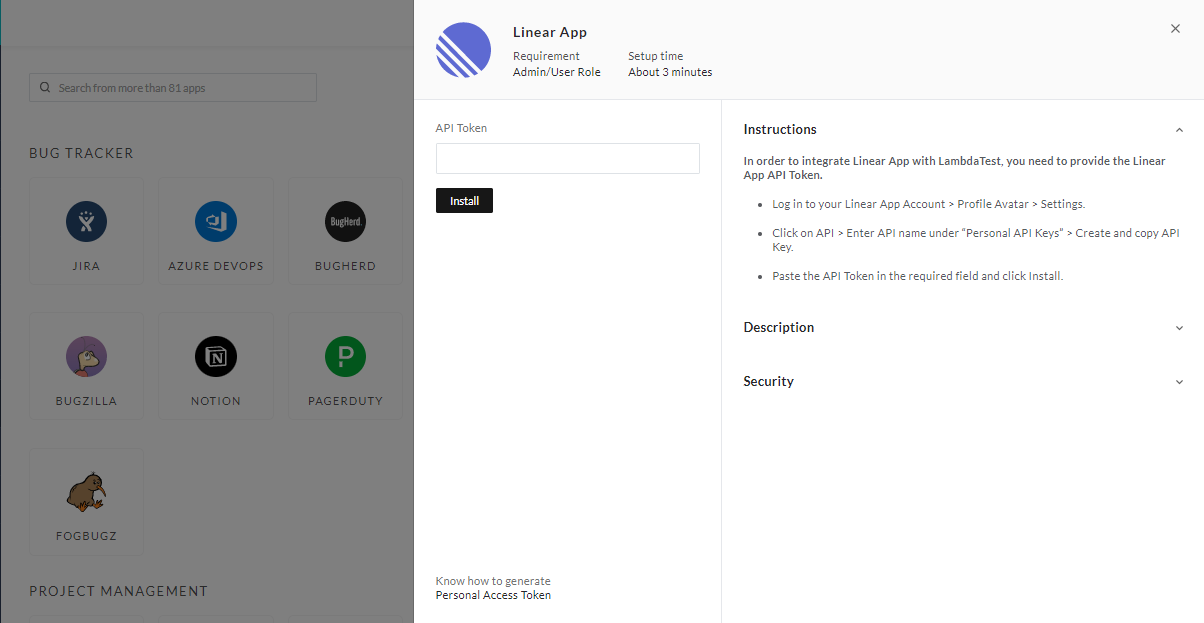 Search from more than 81 apps
BUG TRACKER
JIRA
AZURE DEVOPS
BugHerd.
BUGHERD
BUGZILLA
NOTION
PAGERDUTY
FOGBUGZ
PROJECT MANAGEMENT
Linear App
Requirement
Admin/User Role
Setup time
About 3 minutes
API Token
Install
Know how to generate
Personal Access Token
Instructions
In order to integrate Linear App with LambdaTest, you need to provide the Linear
App API Token.
Log in to your Linear App Account > Profile Avatar > Settings.
Click on API > Enter API name under “Personal API Keys” > Create and copy API
Key.
Paste the API Token in the required field and click Install.
Description
Security